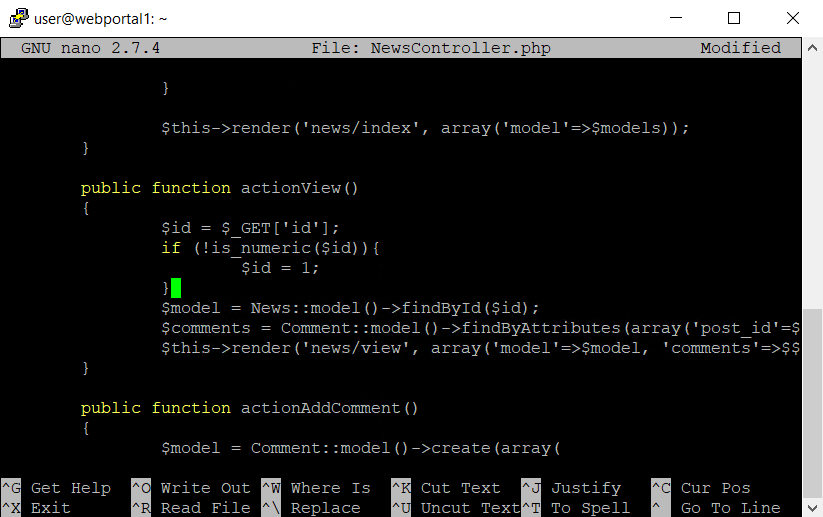 user@webportal1: ~
GNU nano 2.7.4 File: NewsController.php Modified
}
$this->render('news/index', array('model'=>$models));
}
public function actionView()
{
$id = $_GET['id'];
if (!is_numeric($id)){
$id = 1;
}
$model = News::model()->findById($id);
$comments = Comment::model()->findByAttributes(array('post_id'=$
$this->render('news/view', array('model'=>$model, 'comments'=>$$
}
public function actionAddComment()
{
$model = Comment::model()->create(array(
^G Get Help ^O Write Out ^W Where Is ^K Cut Text ^J Justify ^C Cur Pos
^X Exit ^R Read File ^\ Replace ^U Uncut Text ^T To Spell ^_ Go To Line